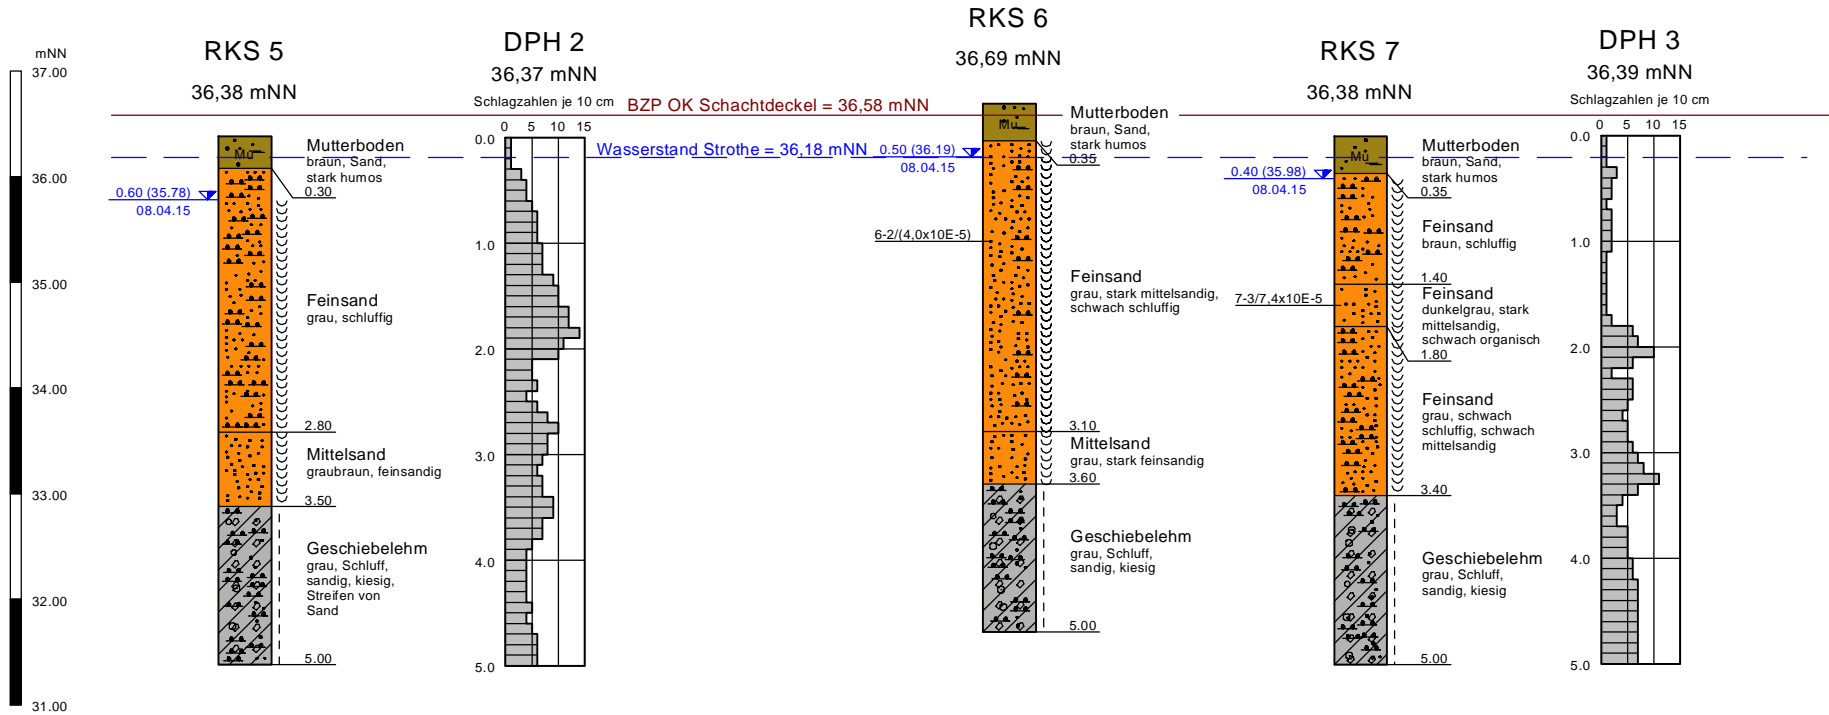 mNN
37.00
36.00
35.00
34.00
33.00
32.00
31.00
RKS 5
36,38 mNN
Mu
Mutterboden
braun, Sand,
stark humos
0.30
0.60 (35.78)
08.04.15
Feinsand
grau, schluffig
2.80
Mittelsand
graubraun, feinsandig
3.50
Geschiebelehm
grau, Schluff,
sandig, kiesig,
Streifen von
Sand
5.00
DPH 2
36,37 mNN
Schlagzahlen je 10 cm
0 5 10 15
0.0
1.0
2.0
3.0
4.0
5.0
BZP OK Schachtdeckel = 36,58 mNN
Wasserstand Strothe = 36,18 mNN
RKS 6
36,69 mNN
Mu
Mutterboden
braun, Sand,
stark humos
0.35
0.50 (36.19)
08.04.15
6-2/(4,0x10E-5)
Feinsand
grau, stark mittelsandig,
schwach schluffig
3.10
Mittelsand
grau, stark feinsandig
3.60
Geschiebelehm
grau, Schluff,
sandig, kiesig
5.00
RKS 7
36,38 mNN
Mu
Mutterboden
braun, Sand,
stark humos
0.35
0.40 (35.98)
08.04.15
Feinsand
braun, schluffig
1.40
7-3/7,4x10E-5
Feinsand
dunkelgrau, stark
mittelsandig,
schwach organisch
1.80
Feinsand
grau, schwach
schluffig, schwach
mittelsandig
3.40
Geschiebelehm
grau, Schluff,
sandig, kiesig
5.00
DPH 3
36,39 mNN
Schlagzahlen je 10 cm
0 5 10 15
0.0
1.0
2.0
3.0
4.0
5.0